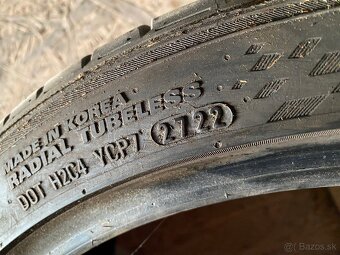 MADE IN KOREA
RADIAL TUBELESS
DOT H2C4 YCP7 2722
Bazos.sk